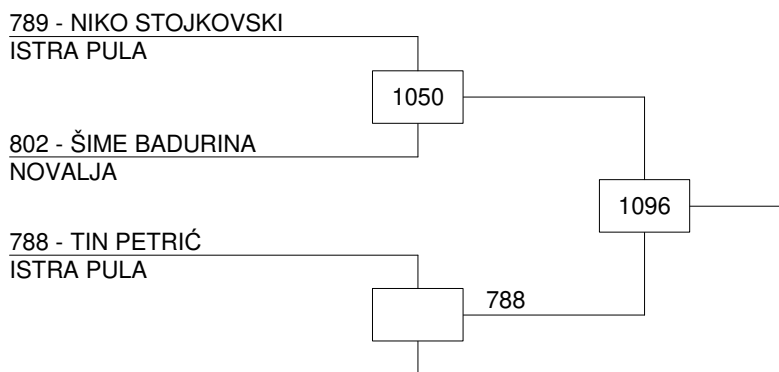 789 - NIKO STOJKOVSKI
ISTRA PULA
1050
802 - ŠIME BADURINA
NOVALJA
1096
788 - TIN PETRIĆ
ISTRA PULA
788